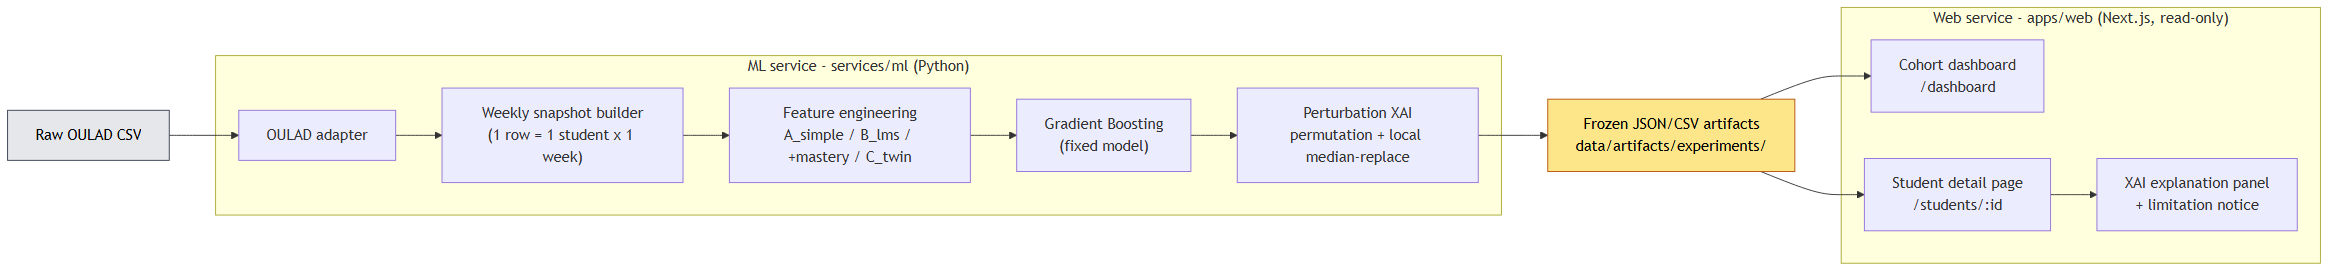 Raw OULAD CSV
ML service - services/ml (Python)
OULAD adapter
Weekly snapshot builder
(1 row = 1 student x 1
week)
Feature engineering
A_simple / B_lms /
+mastery / C_twin
Gradient Boosting
(fixed model)
Perturbation XAI
permutation + local
median-replace
Frozen JSON/CSV artifacts
data/artifacts/experiments/
Web service - apps/web (Next.js, read-only)
Cohort dashboard
/dashboard
Student detail page
/students/:id
XAI explanation panel
+ limitation notice